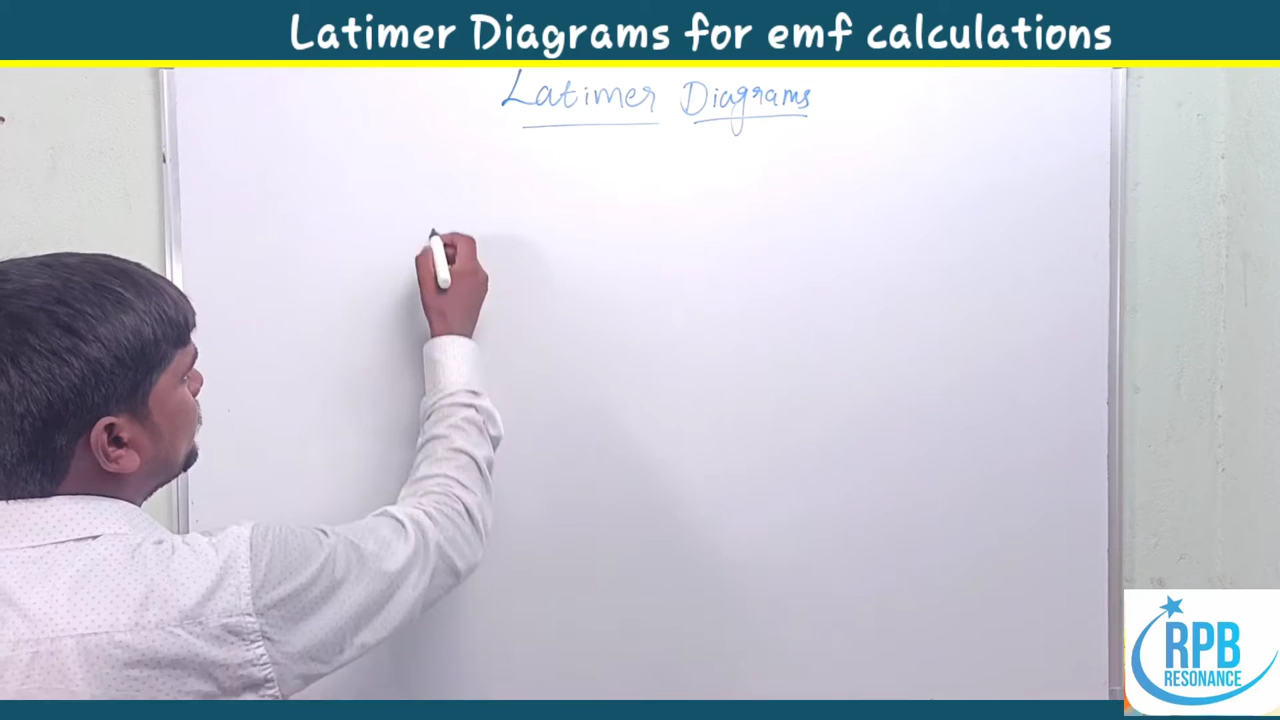 Latimer Diagrams for emf calculations
Latimer Diagrams
RPB
RESONANCE